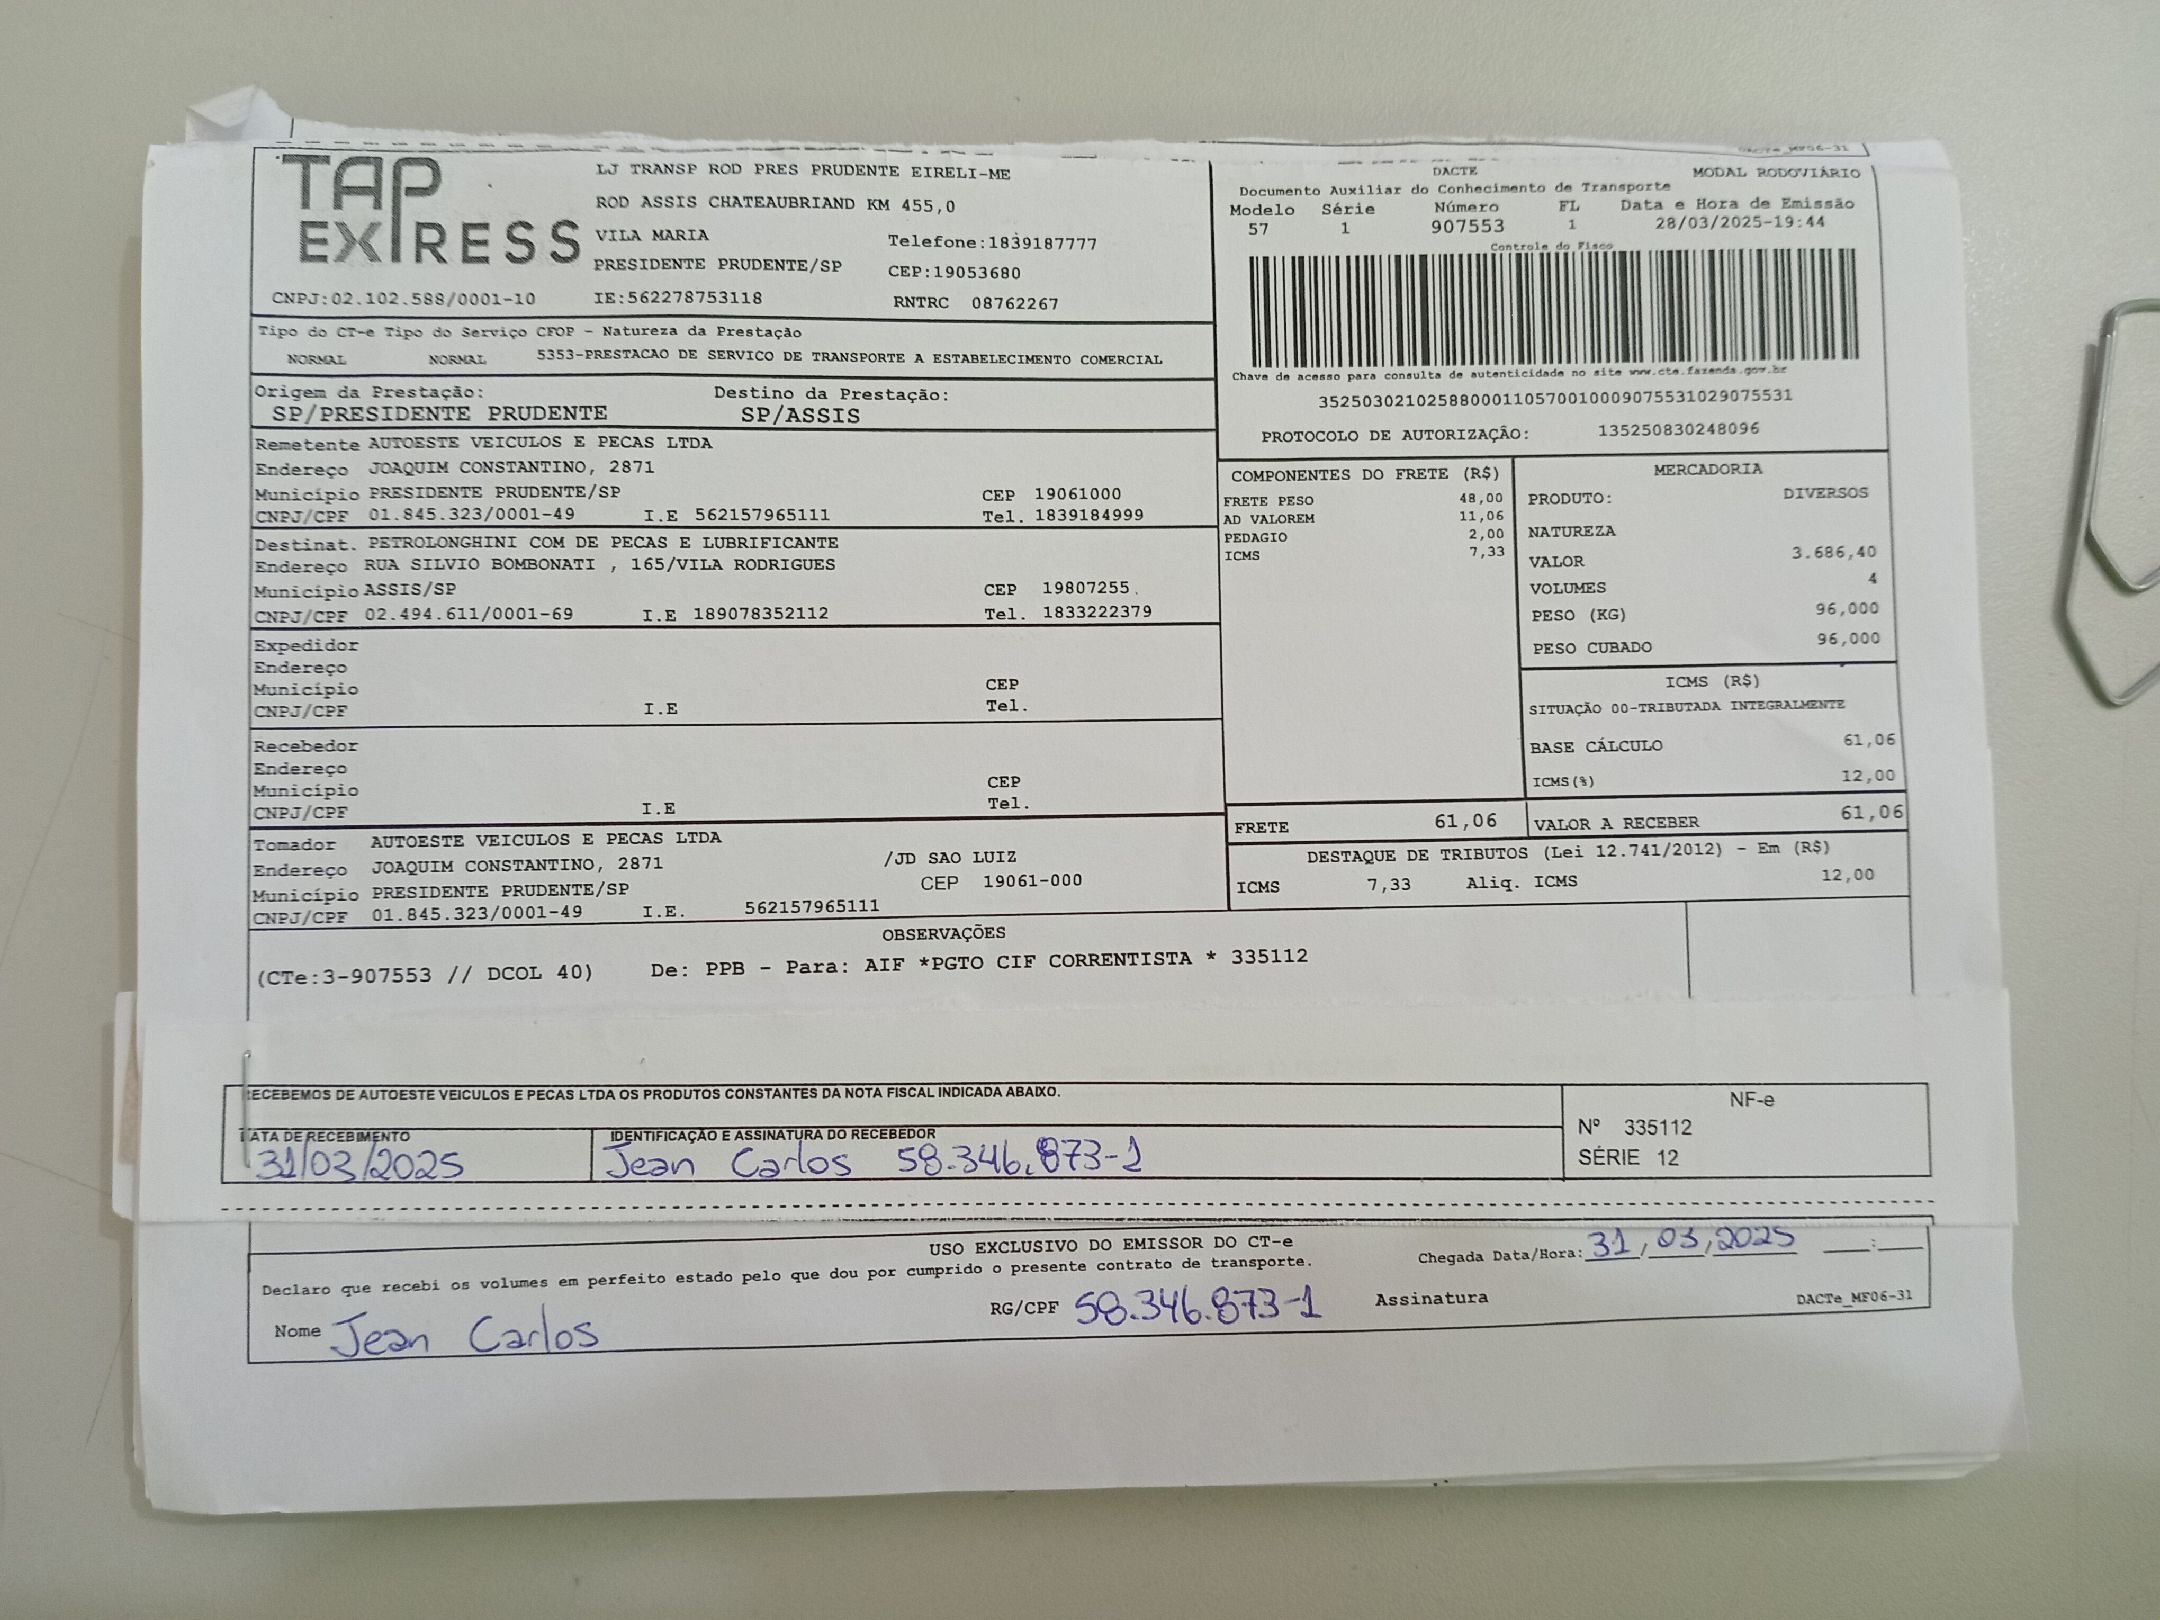 DACTe_MF06-31
TAP
EXPRESS
LJ TRANSP ROD PRES PRUDENTE EIRELI-ME
ROD ASSIS CHATEAUBRIAND KM 455,0
VILA MARIA Telefone:1839187777
PRESIDENTE PRUDENTE/SP CEP:19053680
CNPJ:02.102.588/0001-10 IE:562278753118 RNTRC 08762267
DACTE MODAL RODOVIÁRIO
Documento Auxiliar do Conhecimento de Transporte
Modelo Série Número FL Data e Hora de Emissão
57 1 907553 1 28/03/2025-19:44
Controle do Fisco
Chave de acesso para consulta de autenticidade no site www.cte.fazenda.gov.br
35250302102588000110570010009075531029075531
PROTOCOLO DE AUTORIZAÇÃO: 135250830248096
Tipo do CT-e Tipo do Serviço CFOP - Natureza da Prestação
NORMAL NORMAL 5353-PRESTACAO DE SERVICO DE TRANSPORTE A ESTABELECIMENTO COMERCIAL
Origem da Prestação: Destino da Prestação:
SP/PRESIDENTE PRUDENTE SP/ASSIS
Remetente AUTOESTE VEICULOS E PECAS LTDA
Endereço JOAQUIM CONSTANTINO, 2871
Município PRESIDENTE PRUDENTE/SP CEP 19061000
CNPJ/CPF 01.845.323/0001-49 I.E 562157965111 Tel. 1839184999
Destinat. PETROLONGHINI COM DE PECAS E LUBRIFICANTE
Endereço RUA SILVIO BOMBONATI , 165/VILA RODRIGUES
Município ASSIS/SP CEP 19807255
CNPJ/CPF 02.494.611/0001-69 I.E 189078352112 Tel. 1833222379
Expedidor
Endereço
Município CEP
CNPJ/CPF I.E Tel.
Recebedor
Endereço
Município CEP
CNPJ/CPF I.E Tel.
Tomador AUTOESTE VEICULOS E PECAS LTDA
Endereço JOAQUIM CONSTANTINO, 2871 /JD SAO LUIZ
Município PRESIDENTE PRUDENTE/SP CEP 19061-000
CNPJ/CPF 01.845.323/0001-49 I.E. 562157965111
COMPONENTES DO FRETE (R$)
FRETE PESO 48,00
AD VALOREM 11,06
PEDAGIO 2,00
ICMS 7,33
MERCADORIA
PRODUTO: DIVERSOS
NATUREZA
VALOR 3.686,40
VOLUMES 4
PESO (KG) 96,000
PESO CUBADO 96,000
ICMS (R$)
SITUAÇÃO 00-TRIBUTADA INTEGRALMENTE
BASE CÁLCULO 61,06
ICMS(%) 12,00
FRETE 61,06 VALOR A RECEBER 61,06
DESTAQUE DE TRIBUTOS (Lei 12.741/2012) - Em (R$)
ICMS 7,33 Aliq. ICMS 12,00
OBSERVAÇÕES
(CTe:3-907553 // DCOL 40) De: PPB - Para: AIF *PGTO CIF CORRENTISTA * 335112
RECEBEMOS DE AUTOESTE VEICULOS E PECAS LTDA OS PRODUTOS CONSTANTES DA NOTA FISCAL INDICADA ABAIXO.
DATA DE RECEBIMENTO IDENTIFICAÇÃO E ASSINATURA DO RECEBEDOR
31/03/2025 Jean Carlos 58.346.873-1
NF-e
Nº 335112
SÉRIE 12
USO EXCLUSIVO DO EMISSOR DO CT-e
Declaro que recebi os volumes em perfeito estado pelo que dou por cumprido o presente contrato de transporte.
Chegada Data/Hora: 31/03/2025 __:__
Nome Jean Carlos RG/CPF 58.346.873-1 Assinatura
DACTe_MF06-31